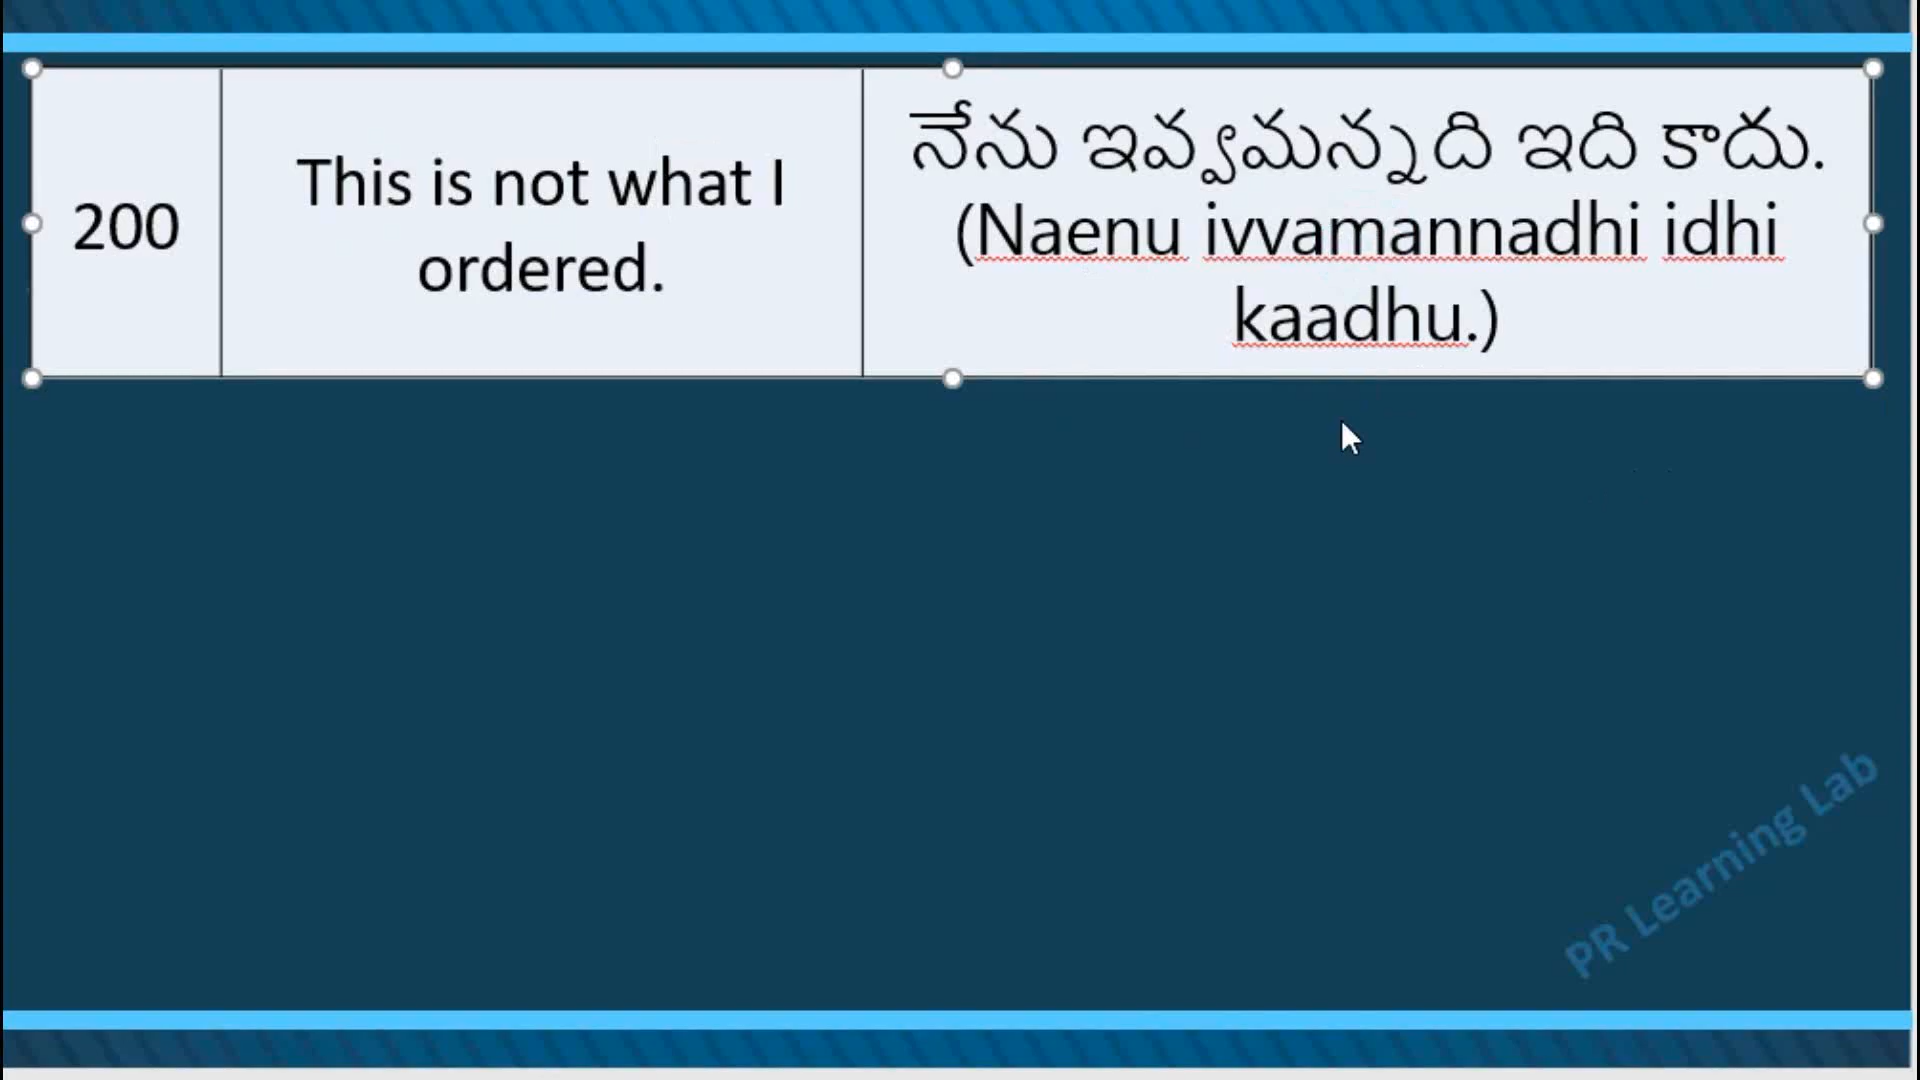 200
This is not what I
ordered.
నేను ఇవ్వమన్నది ఇది కాదు.
(Naenu ivvamannadhi idhi
kaadhu.)
PR Learning Lab